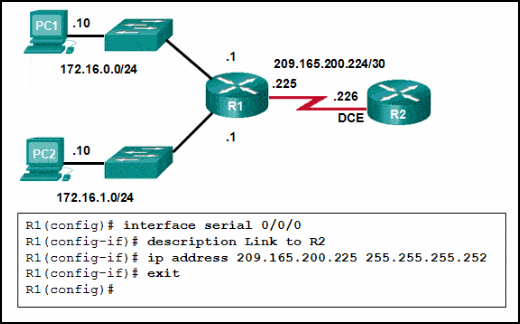 PC1
.10
172.16.0.0/24
.1
209.165.200.224/30
.225
R1
.226
DCE
R2
.1
PC2
.10
172.16.1.0/24
R1(config)# interface serial 0/0/0
R1(config-if)# description Link to R2
R1(config-if)# ip address 209.165.200.225 255.255.255.252
R1(config-if)# exit
R1(config)#